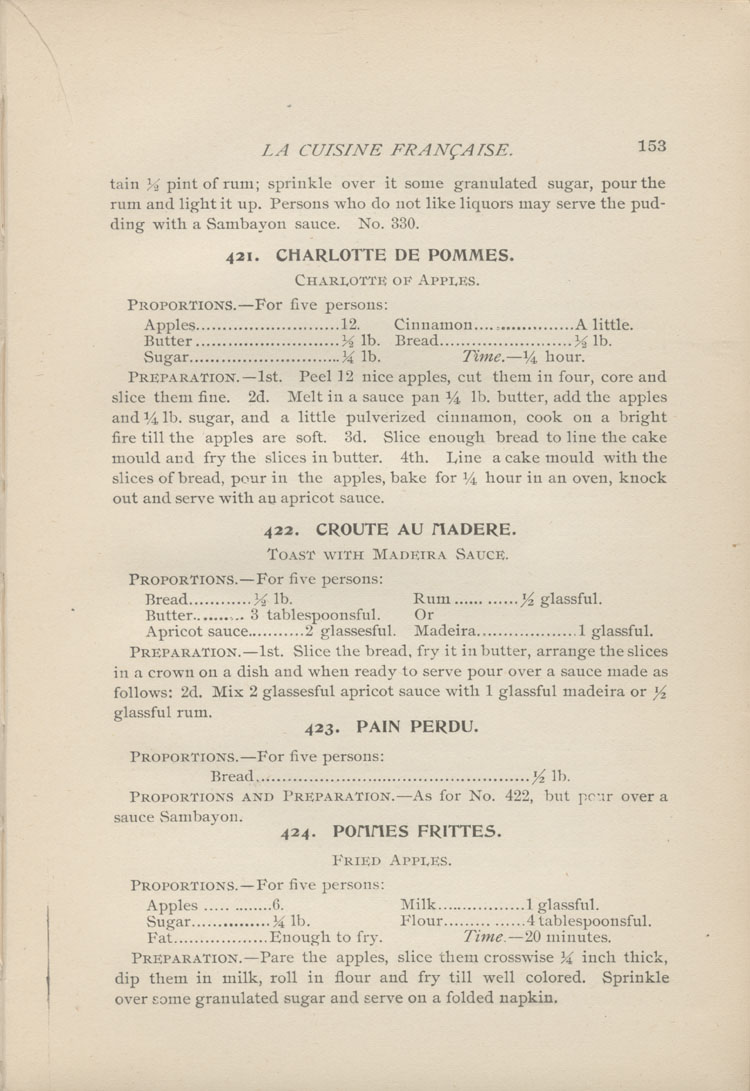 LA CUISINE FRANÇAISE. 153
tain ½ pint of rum; sprinkle over it some granulated sugar, pour the
rum and light it up. Persons who do not like liquors may serve the pud-
ding with a Sambayon sauce. No. 330.
421. CHARLOTTE DE POMMES.
CHARLOTTE OF APPLES.
PROPORTIONS.—For five persons:
Apples...........................12. Cinnamon...................A little.
Butter...........................½ lb. Bread.........................½ lb.
Sugar............................¼ lb. Time.—¼ hour.
PREPARATION.—1st. Peel 12 nice apples, cut them in four, core and
slice them fine. 2d. Melt in a sauce pan ¼ lb. butter, add the apples
and ¼ lb. sugar, and a little pulverized cinnamon, cook on a bright
fire till the apples are soft. 3d. Slice enough bread to line the cake
mould and fry the slices in butter. 4th. Line a cake mould with the
slices of bread, pour in the apples, bake for ¼ hour in an oven, knock
out and serve with an apricot sauce.
422. CROUTE AU MADERE.
TOAST WITH MADEIRA SAUCE.
PROPORTIONS.—For five persons:
Bread............½ lb. Rum............½ glassful.
Butter......... 3 tablespoonsful. Or
Apricot sauce..........2 glassesful. Madeira...................1 glassful.
PREPARATION.—1st. Slice the bread, fry it in butter, arrange the slices
in a crown on a dish and when ready to serve pour over a sauce made as
follows: 2d. Mix 2 glassesful apricot sauce with 1 glassful madeira or ½
glassful rum.
423. PAIN PERDU.
PROPORTIONS.—For five persons:
Bread..................................................½ lb.
PROPORTIONS AND PREPARATION.—As for No. 422, but pour over a
sauce Sambayon.
424. POMMES FRITTES.
FRIED APPLES.
PROPORTIONS.—For five persons:
Apples ..... .......6. Milk................1 glassful.
Sugar...............¼ lb. Flour......... ......4 tablespoonsful.
Fat..................Enough to fry. Time.—20 minutes.
PREPARATION.—Pare the apples, slice them crosswise ¼ inch thick,
dip them in milk, roll in flour and fry till well colored. Sprinkle
over some granulated sugar and serve on a folded napkin.